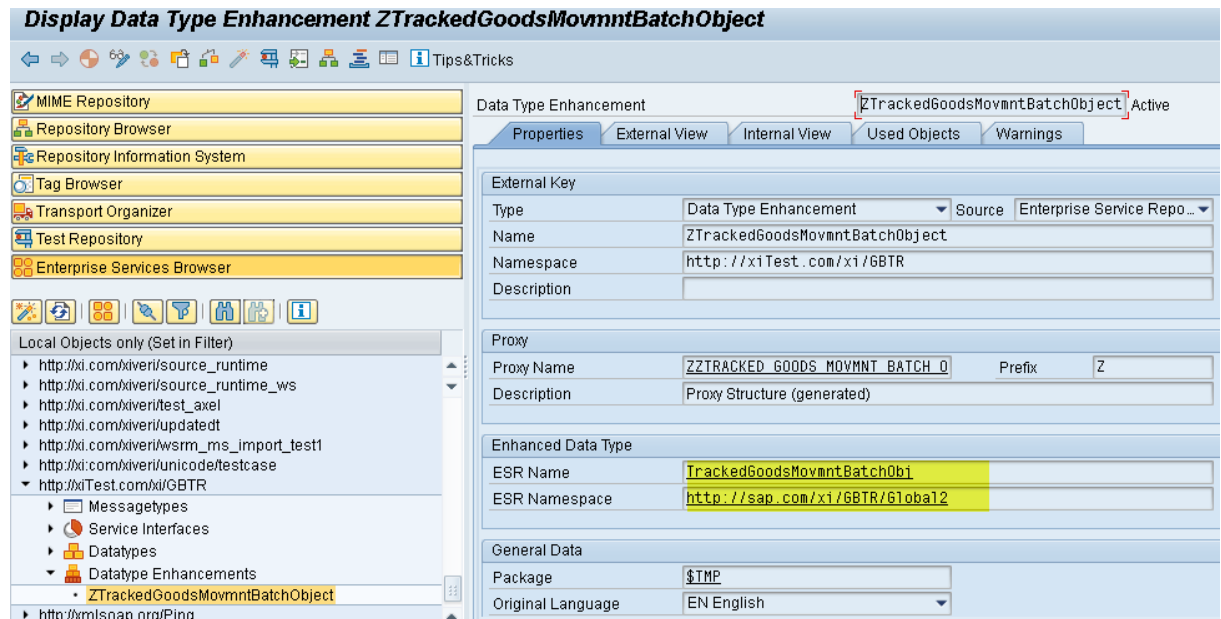 Display Data Type Enhancement ZTrackedGoodsMovmntBatchObject
Tips&Tricks
MIME Repository
Repository Browser
Repository Information System
Tag Browser
Transport Organizer
Test Repository
Enterprise Services Browser
Local Objects only (Set in Filter)
http://xi.com/xiveri/source_runtime
http://xi.com/xiveri/source_runtime_ws
http://xi.com/xiveri/test_axel
http://xi.com/xiveri/updatedt
http://xi.com/xiveri/wsrm_ms_import_test1
http://xi:com/xiveri/unicode/testcase
http://xiTest.com/xi/GBTR
Messagetypes
Service Interfaces
Datatypes
Datatype Enhancements
ZTrackedGoodsMovmntBatchObject
http://xmlsoap.org/Ping
Data Type Enhancement ZTrackedGoodsMovmntBatchObject Active
Properties External View Internal View Used Objects Warnings
External Key
Type Data Type Enhancement Source Enterprise Service Repo...
Name ZTrackedGoodsMovmntBatchObject
Namespace http://xiTest.com/xi/GBTR
Description
Proxy
Proxy Name ZZTRACKED_GOODS_MOVMNT_BATCH_O Prefix Z
Description Proxy Structure (generated)
Enhanced Data Type
ESR Name TrackedGoodsMovmntBatchObj
ESR Namespace http://sap.com/xi/GBTR/Global2
General Data
Package $TMP
Original Language EN English